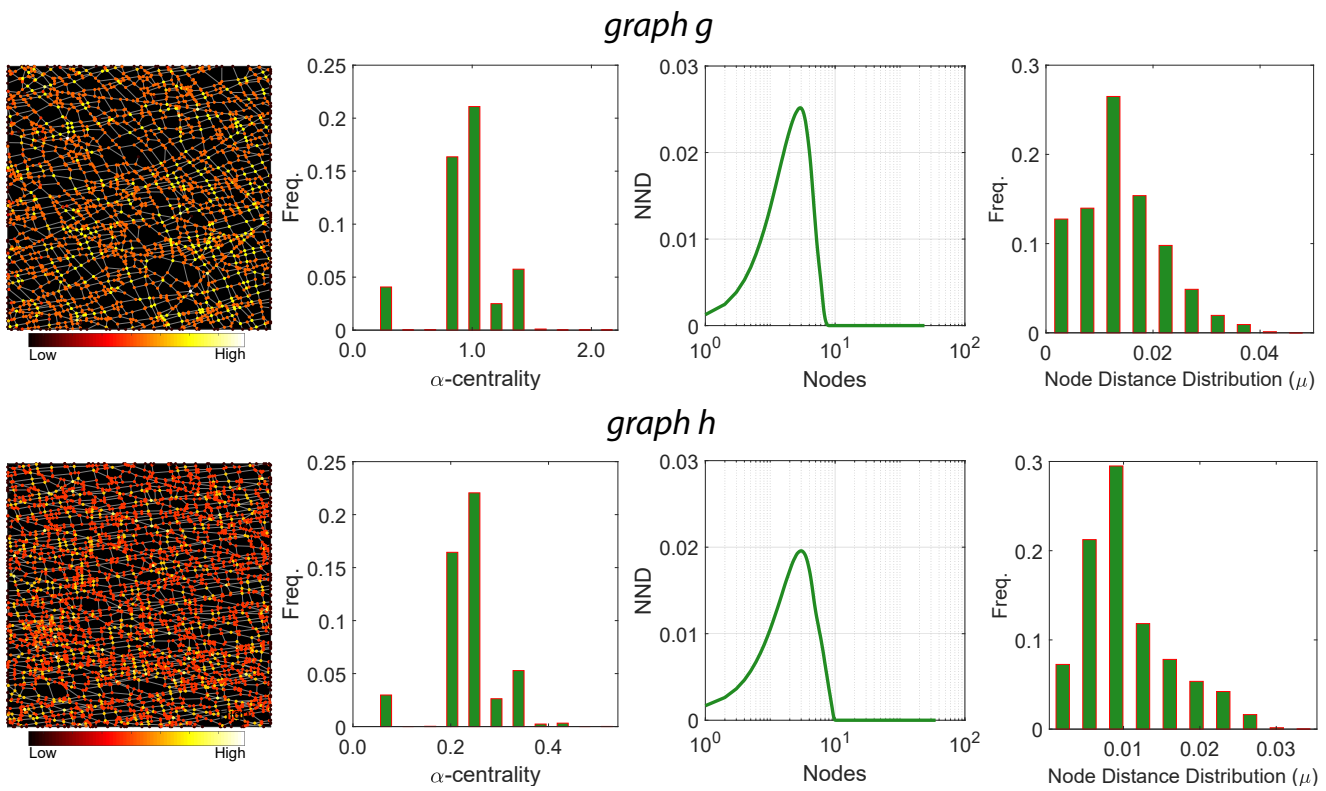 graph g
Low High
Freq.
0.25
0.2
0.15
0.1
0.05
0
0.0 1.0 2.0
α-centrality
NND
0.03
0.02
0.01
0
10^0 10^1 10^2
Nodes
Freq.
0.3
0.2
0.1
0
0 0.02 0.04
Node Distance Distribution (μ)
graph h
Low High
Freq.
0.25
0.2
0.15
0.1
0.05
0
0.0 0.2 0.4
α-centrality
NND
0.03
0.02
0.01
0
10^0 10^1 10^2
Nodes
Freq.
0.3
0.2
0.1
0
0.01 0.02 0.03
Node Distance Distribution (μ)